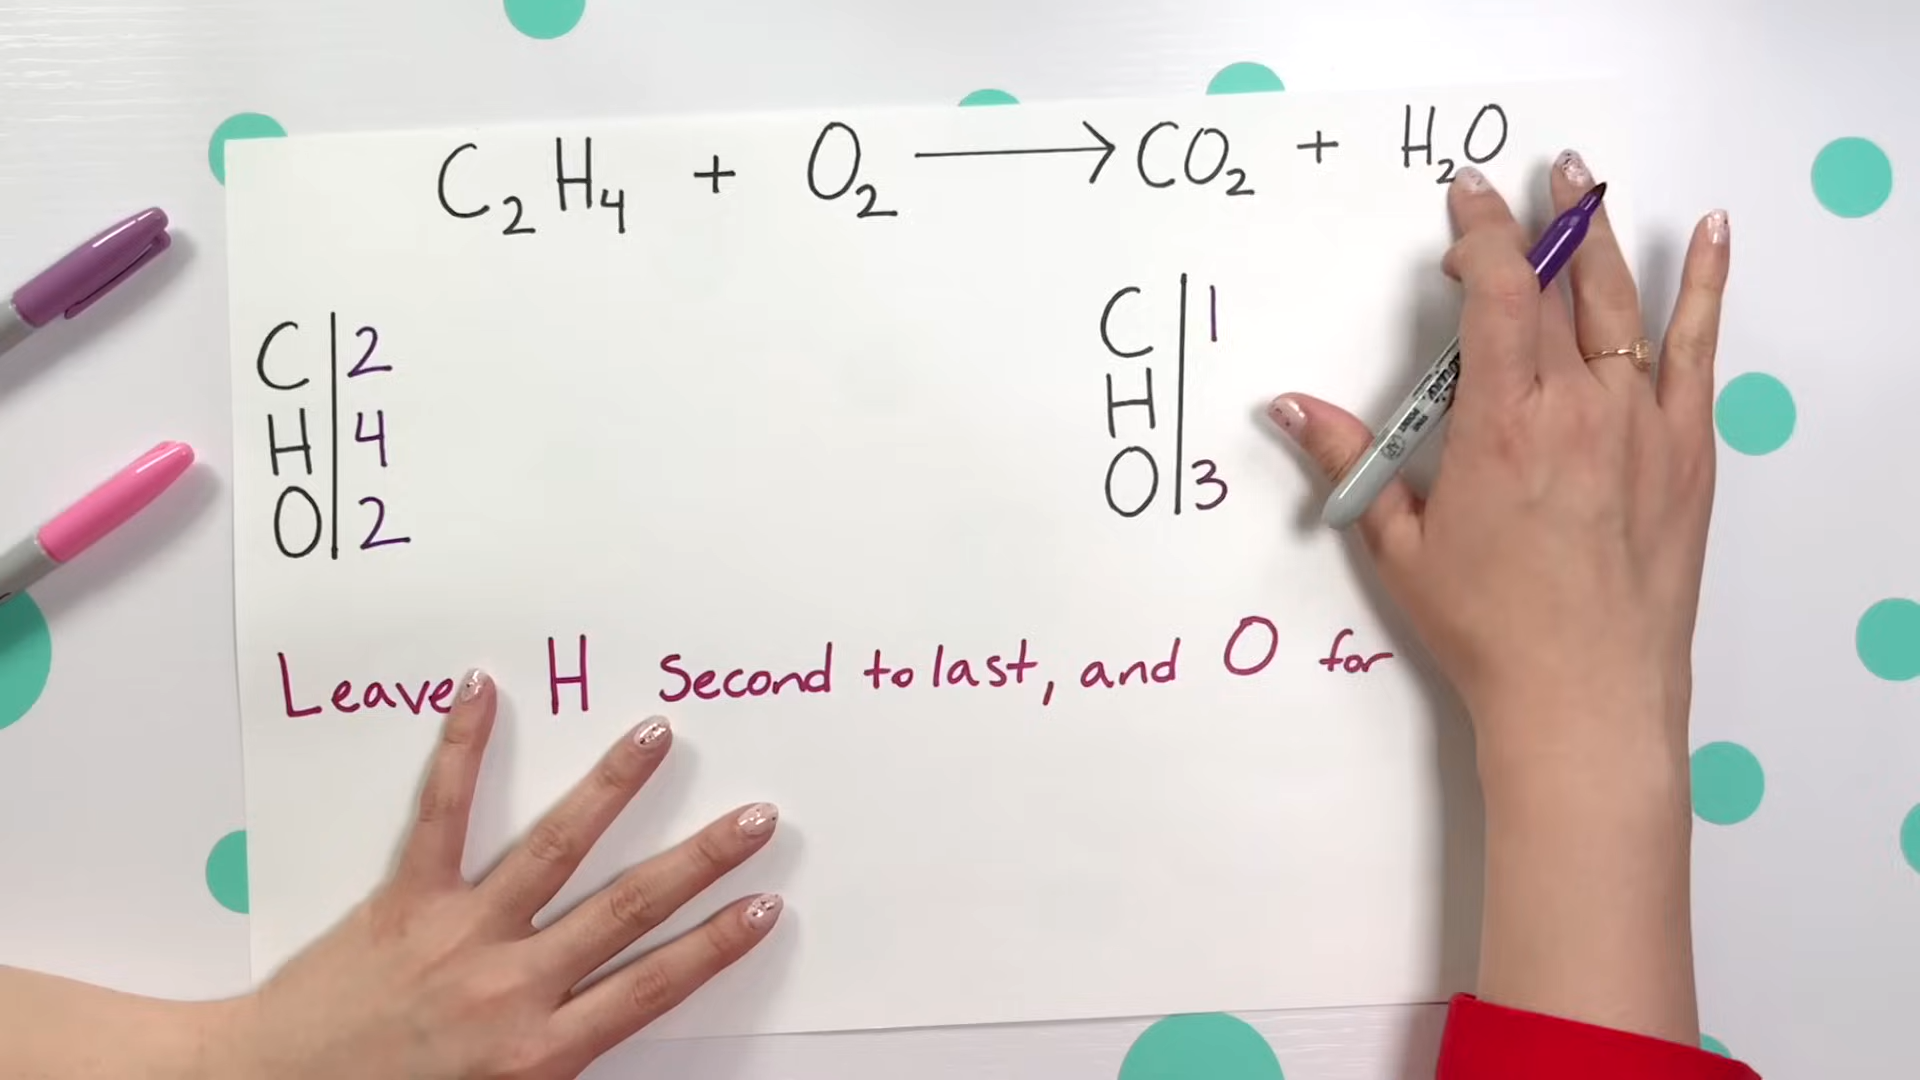 C₂H₄ + O₂ → CO₂ + H₂O
C | 2
H | 4
O | 2
C | 1
H |
O | 3
Leave H second to last, and O for